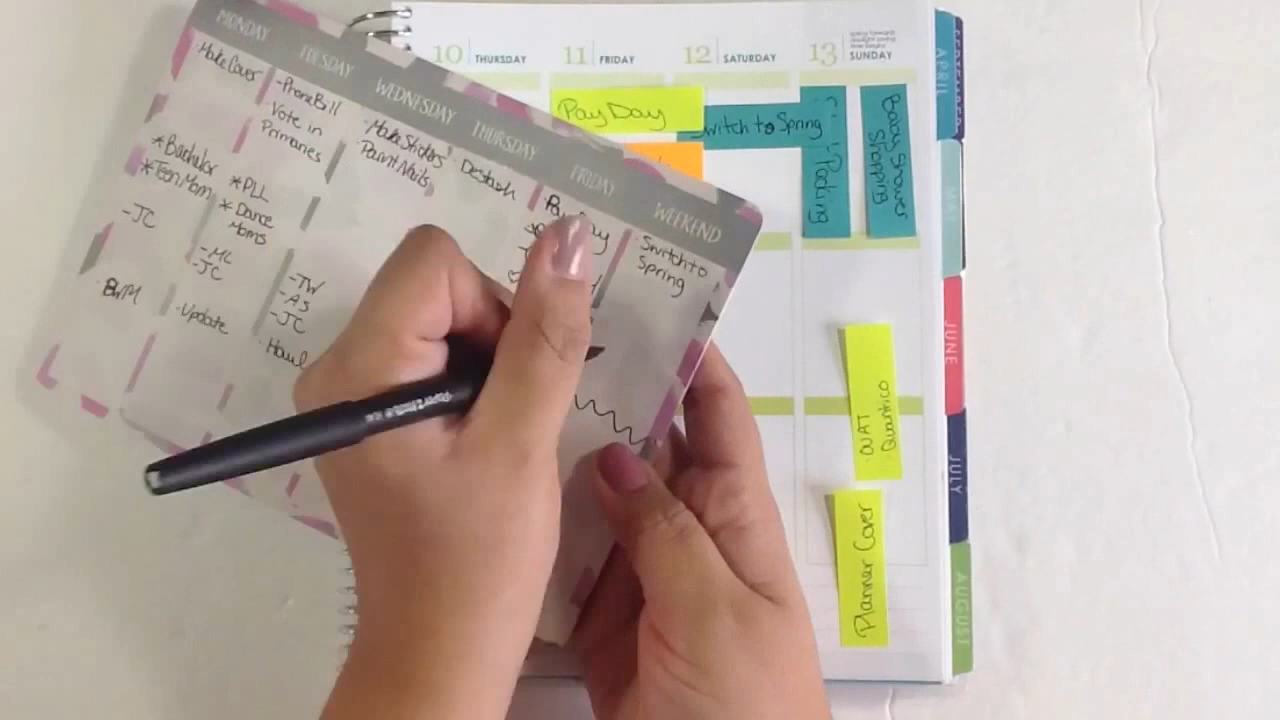 MONDAY
Make Cover
*Bachelor
*Teen Mom
-JC
TUESDAY
-Phone Bill
Vote in
Primaries
*PLL
*Dance
Moms
-ML
-JC
·Update
WEDNESDAY
·Make Stickers
Paint Nails
-TW
-AS
-JC
·Haul
THURSDAY
·Destash
FRIDAY
WEEKEND
·Switch to
Spring
10 THURSDAY
11 FRIDAY
Pay Day
12 SATURDAY
Switch to Spring
13 SUNDAY
Packing
Baby Shower
Shopping
OUAT
Quantico
Planner Cover
APRIL
SEPTEMBER
MAY
JUNE
JULY
AUGUST